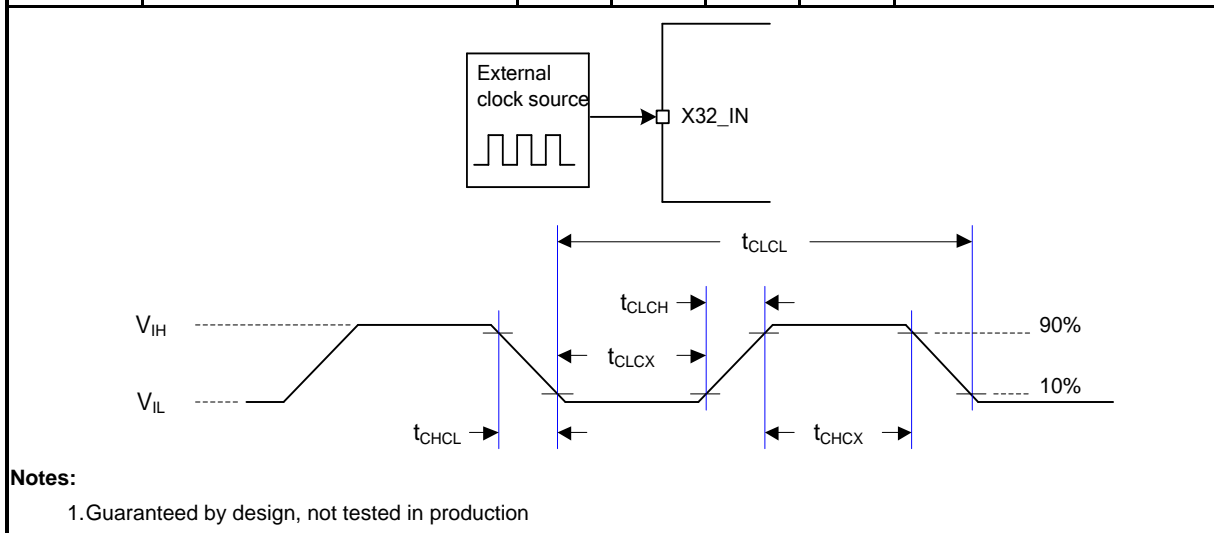 External
clock source
X32_IN
tCLCL
tCLCH
VIH
90%
tCLCX
VIL
10%
tCHCL
tCHCX
Notes:
1.Guaranteed by design, not tested in production